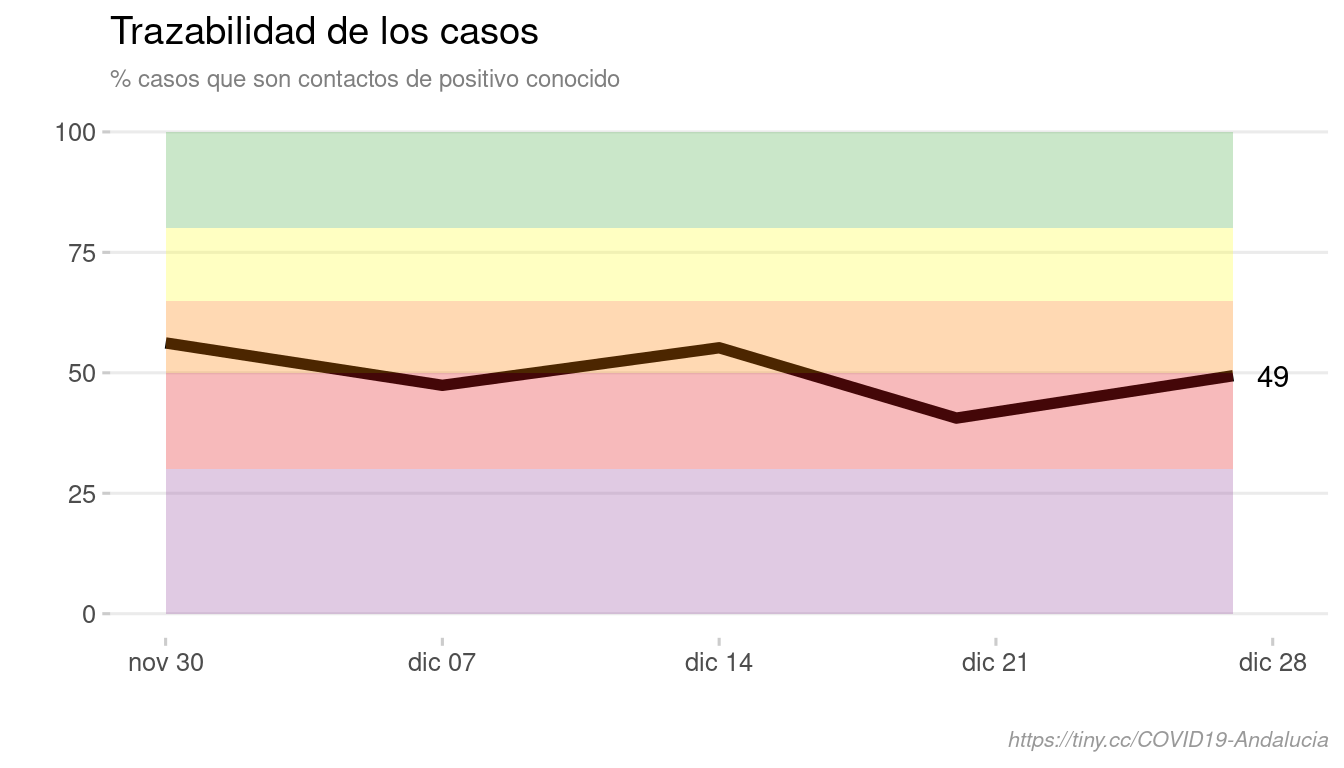 Trazabilidad de los casos
% casos que son contactos de positivo conocido
100
75
50
25
0
49
nov 30
dic 07
dic 14
dic 21
dic 28
https://tiny.cc/COVID19-Andalucia